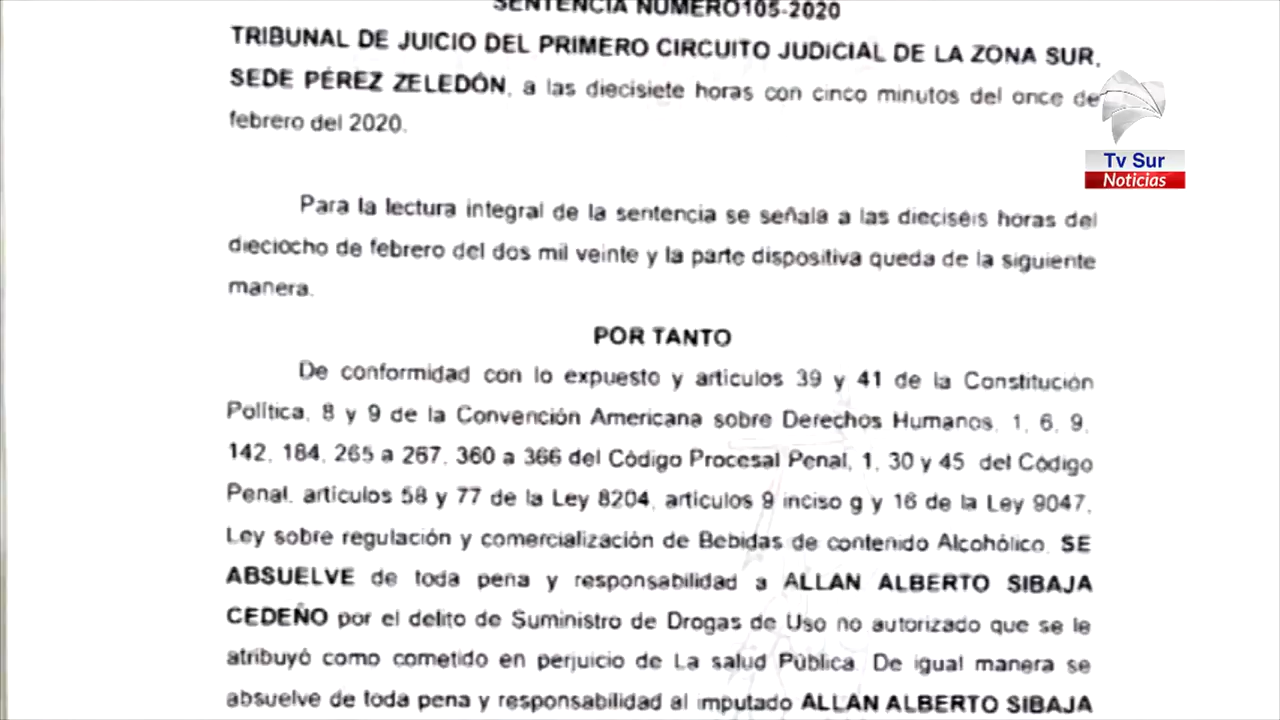 SENTENCIA NÚMERO105-2020
TRIBUNAL DE JUICIO DEL PRIMERO CIRCUITO JUDICIAL DE LA ZONA SUR,
SEDE PÉREZ ZELEDÓN, a las diecisiete horas con cinco minutos del once de
febrero del 2020.
Tv Sur
Noticias
Para la lectura integral de la sentencia se señala a las dieciséis horas del
dieciocho de febrero del dos mil veinte y la parte dispositiva queda de la siguiente
manera.
POR TANTO
De conformidad con lo expuesto y artículos 39 y 41 de la Constitución
Política, 8 y 9 de la Convención Americana sobre Derechos Humanos, 1, 6, 9,
142, 184, 265 a 267, 360 a 366 del Código Procesal Penal, 1, 30 y 45 del Código
Penal, artículos 58 y 77 de la Ley 8204, artículos 9 inciso g y 16 de la Ley 9047,
Ley sobre regulación y comercialización de Bebidas de contenido Alcohólico, SE
ABSUELVE de toda pena y responsabilidad a ALLAN ALBERTO SIBAJA
CEDEÑO por el delito de Suministro de Drogas de Uso no autorizado que se le
atribuyó como cometido en perjuicio de La salud Pública. De igual manera se
absuelve de toda pena y responsabilidad al imputado ALLAN ALBERTO SIBAJA